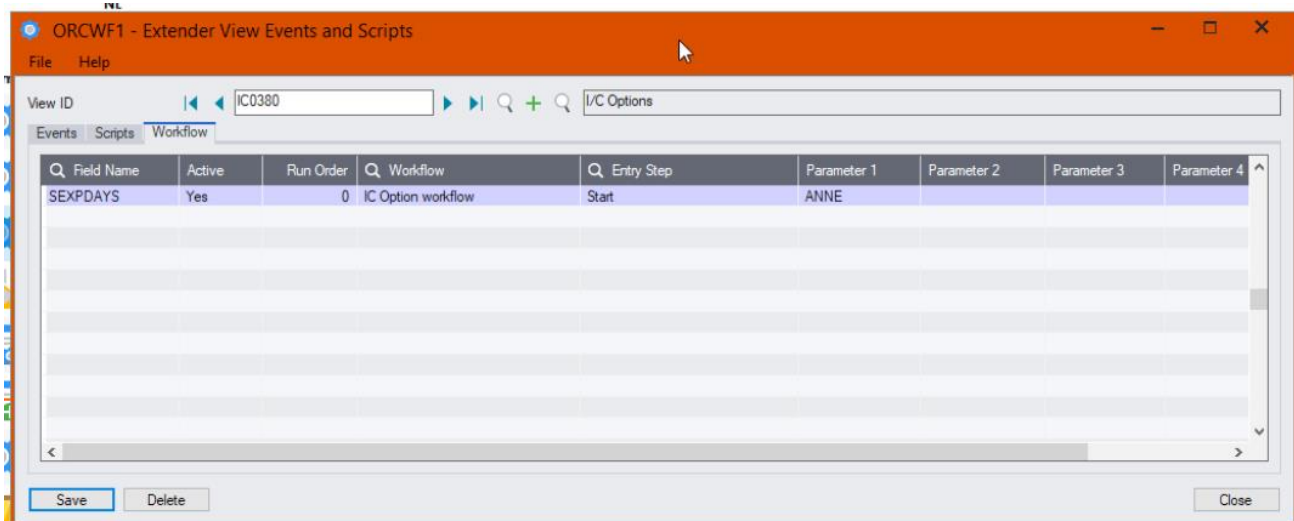 ORCWF1 - Extender View Events and Scripts
File Help
View ID IC0380 I/C Options
Events Scripts Workflow
Field Name Active Run Order Workflow Entry Step Parameter 1 Parameter 2 Parameter 3 Parameter 4
SEXPDAYS Yes 0 IC Option workflow Start ANNE
Save Delete Close